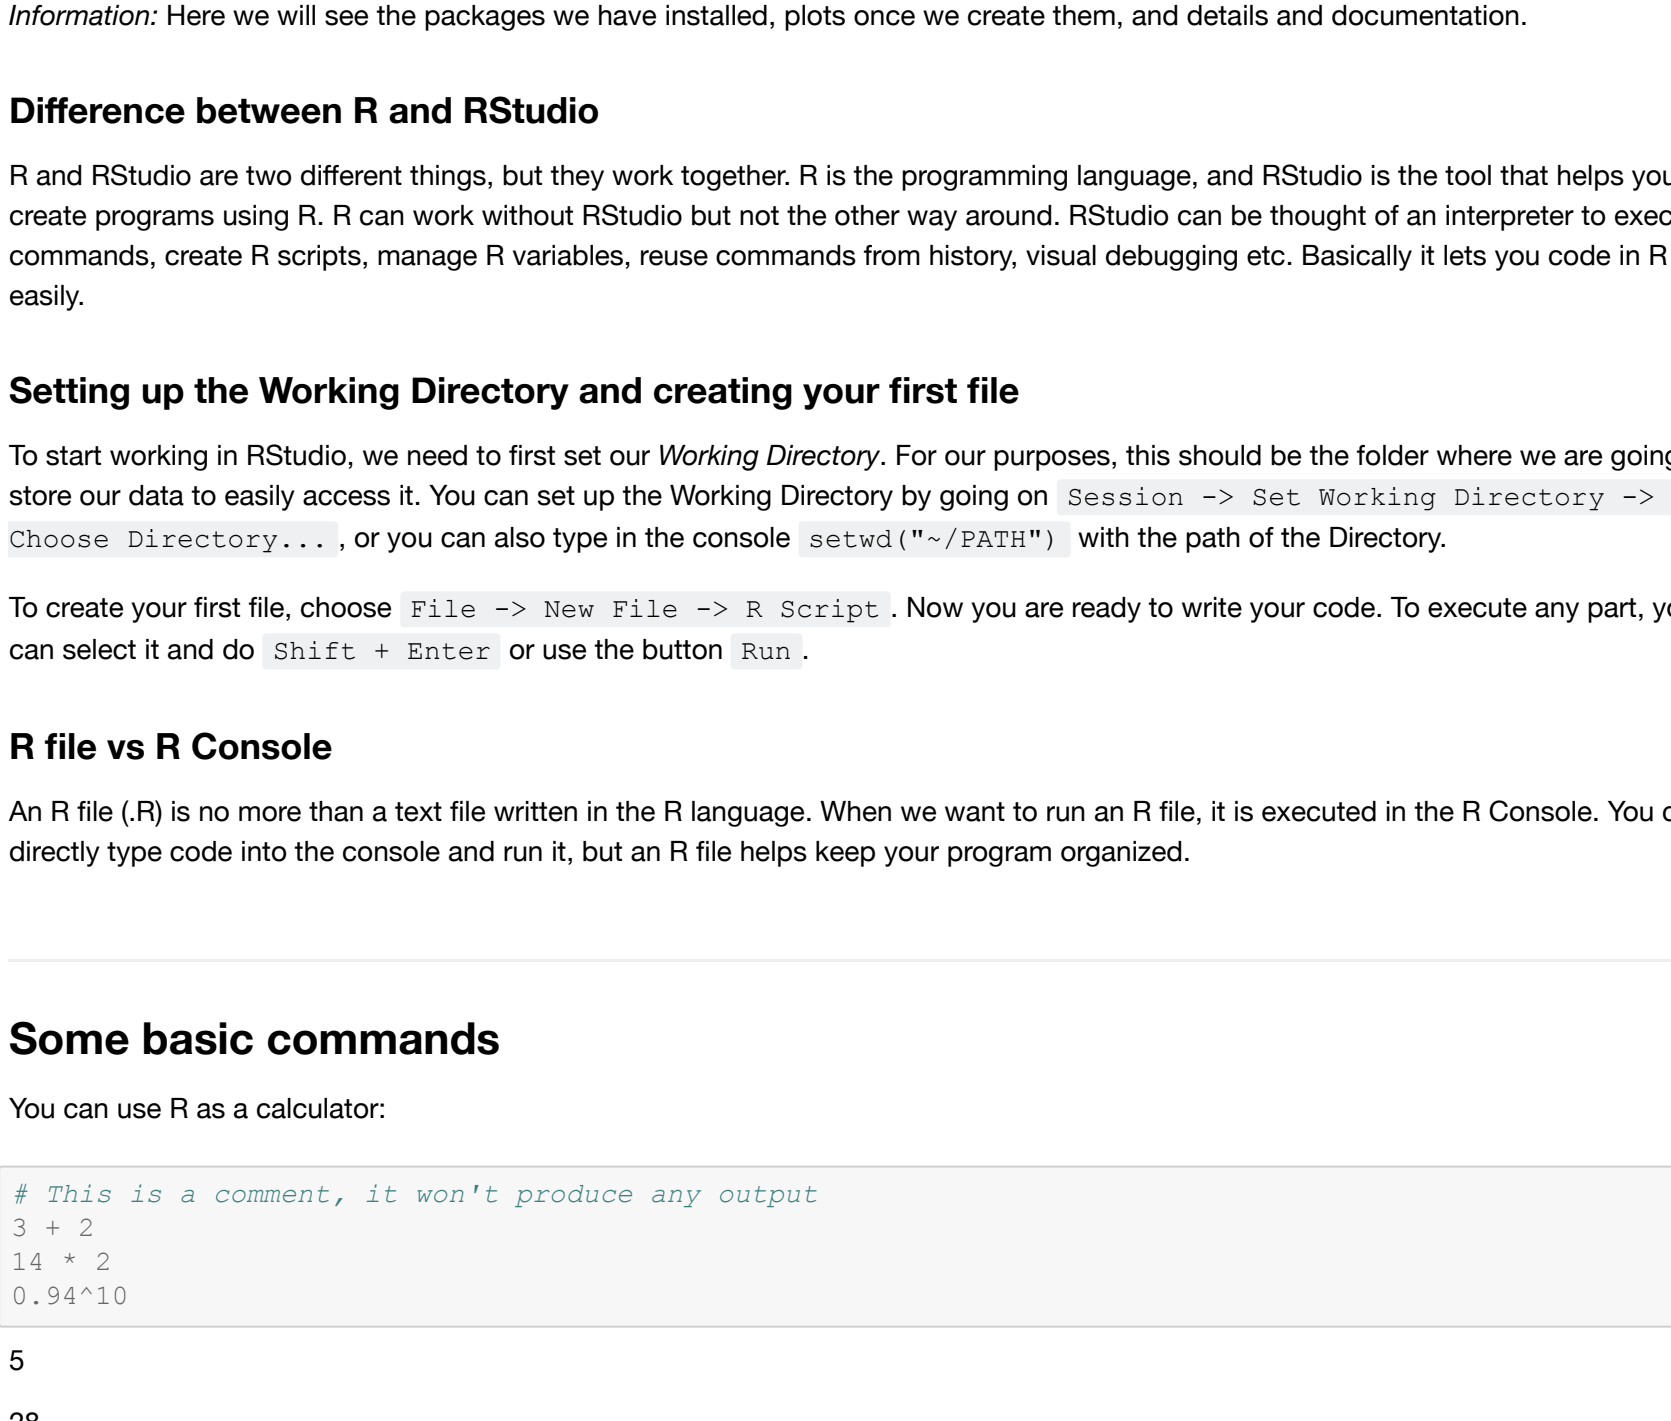 Information: Here we will see the packages we have installed, plots once we create them, and details and documentation.
Difference between R and RStudio
R and RStudio are two different things, but they work together. R is the programming language, and RStudio is the tool that helps you
create programs using R. R can work without RStudio but not the other way around. RStudio can be thought of an interpreter to exec
commands, create R scripts, manage R variables, reuse commands from history, visual debugging etc. Basically it lets you code in R
easily.
Setting up the Working Directory and creating your first file
To start working in RStudio, we need to first set our Working Directory. For our purposes, this should be the folder where we are going
store our data to easily access it. You can set up the Working Directory by going on Session -> Set Working Directory ->
Choose Directory... , or you can also type in the console setwd("~/PATH") with the path of the Directory.
To create your first file, choose File -> New File -> R Script . Now you are ready to write your code. To execute any part, yo
can select it and do Shift + Enter or use the button Run .
R file vs R Console
An R file (.R) is no more than a text file written in the R language. When we want to run an R file, it is executed in the R Console. You
directly type code into the console and run it, but an R file helps keep your program organized.
Some basic commands
You can use R as a calculator:
# This is a comment, it won't produce any output
3 + 2
14 * 2
0.94^10
5
28